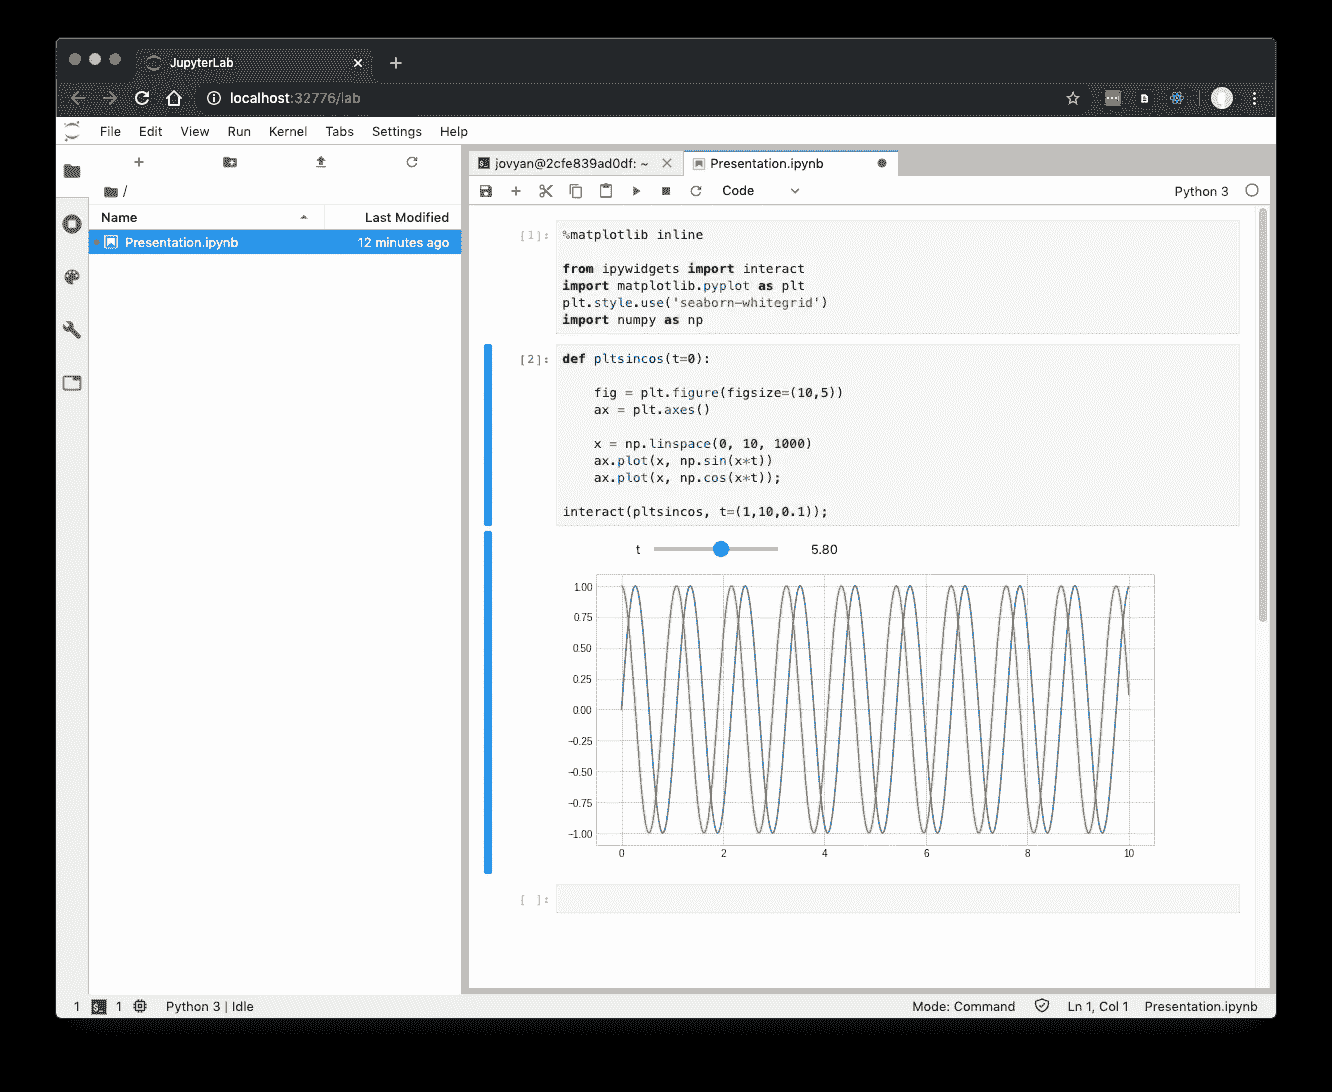 JupyterLab
localhost:32776/lab
File Edit View Run Kernel Tabs Settings Help
/
Name Last Modified
Presentation.ipynb 12 minutes ago
jovyan@2cfe839ad0df: ~ Presentation.ipynb
Code Python 3
[1]: %matplotlib inline
from ipywidgets import interact
import matplotlib.pyplot as plt
plt.style.use('seaborn-whitegrid')
import numpy as np
[2]: def pltsincos(t=0):
fig = plt.figure(figsize=(10,5))
ax = plt.axes()
x = np.linspace(0, 10, 1000)
ax.plot(x, np.sin(x*t))
ax.plot(x, np.cos(x*t));
interact(pltsincos, t=(1,10,0.1));
t 5.80
1.00
0.75
0.50
0.25
0.00
−0.25
−0.50
−0.75
−1.00
0 2 4 6 8 10
[ ]:
1 $_ 1 Python 3 | Idle Mode: Command Ln 1, Col 1 Presentation.ipynb